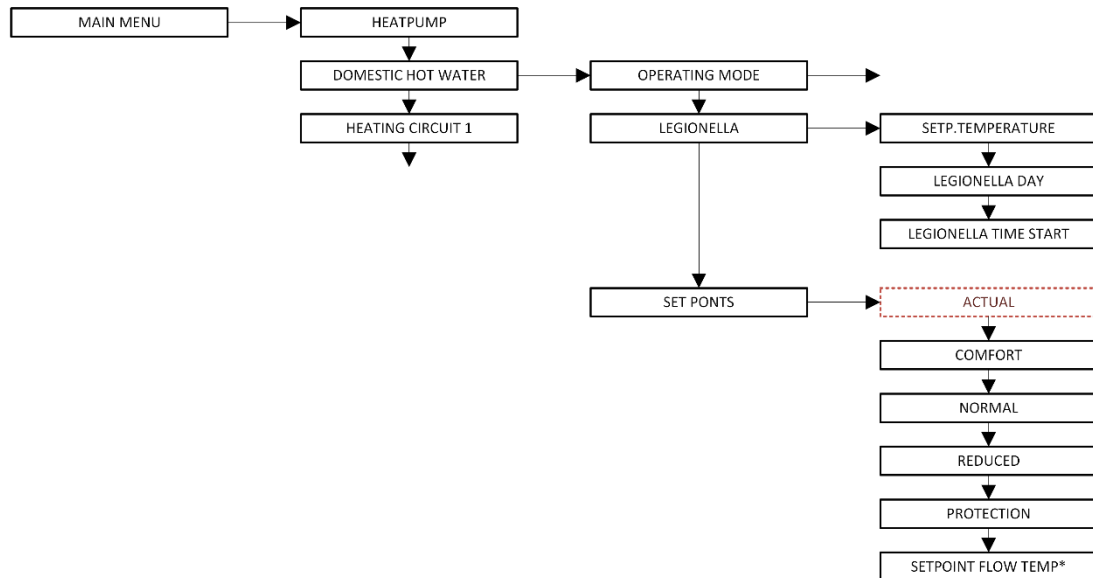 MAIN MENU
HEATPUMP
DOMESTIC HOT WATER
OPERATING MODE
HEATING CIRCUIT 1
LEGIONELLA
SETP.TEMPERATURE
LEGIONELLA DAY
LEGIONELLA TIME START
SET PONTS
ACTUAL
COMFORT
NORMAL
REDUCED
PROTECTION
SETPOINT FLOW TEMP*